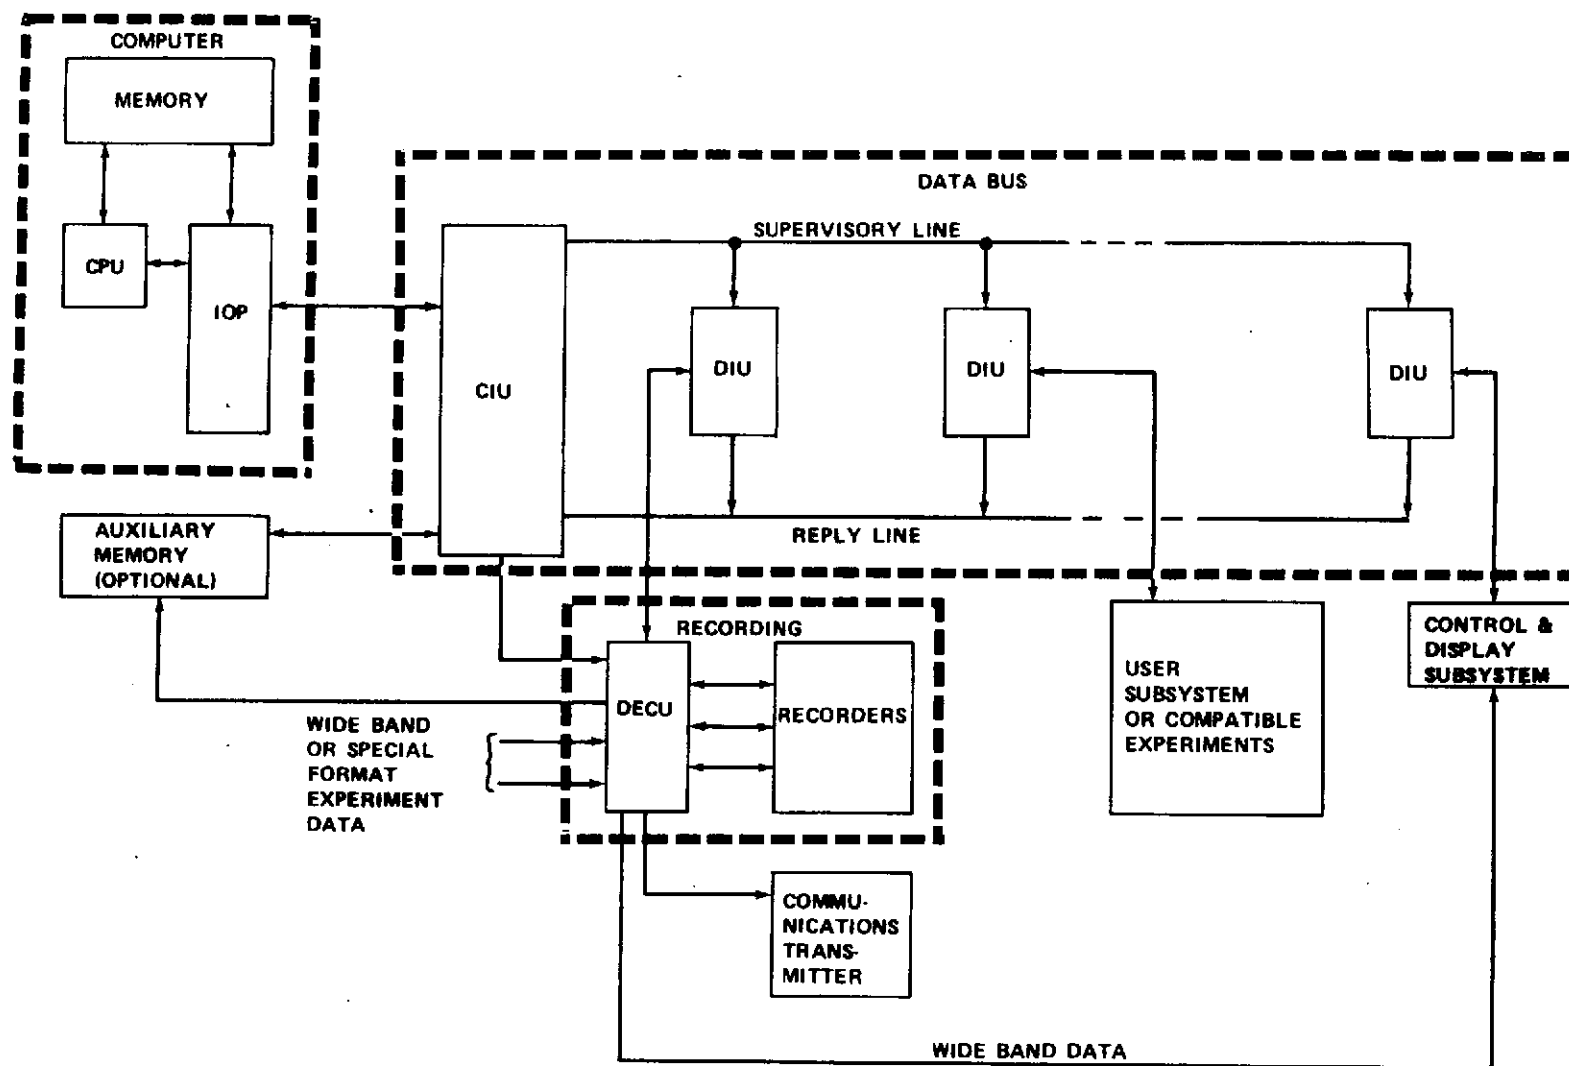 COMPUTER
MEMORY
CPU
IOP
DATA BUS
SUPERVISORY LINE
CIU
DIU
DIU
DIU
REPLY LINE
AUXILIARY
MEMORY
(OPTIONAL)
RECORDING
DECU
RECORDERS
WIDE BAND
OR SPECIAL
FORMAT
EXPERIMENT
DATA
USER
SUBSYSTEM
OR COMPATIBLE
EXPERIMENTS
CONTROL &
DISPLAY
SUBSYSTEM
COMMU-
NICATIONS
TRANS-
MITTER
WIDE BAND DATA